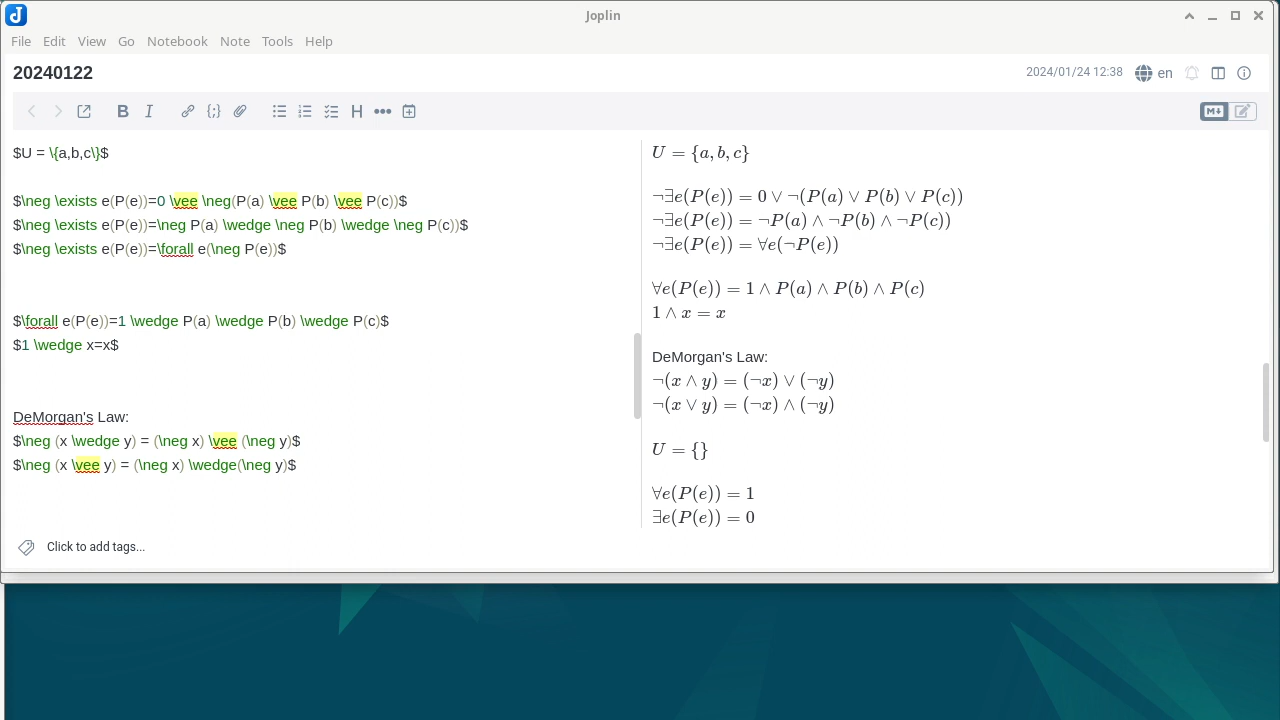 Joplin
File Edit View Go Notebook Note Tools Help
20240122
2024/01/24 12:38 en
$U = \{a,b,c\}$
$\neg \exists e(P(e))=0 \vee \neg(P(a) \vee P(b) \vee P(c))$
$\neg \exists e(P(e))=\neg P(a) \wedge \neg P(b) \wedge \neg P(c))$
$\neg \exists e(P(e))=\forall e(\neg P(e))$
$\forall e(P(e))=1 \wedge P(a) \wedge P(b) \wedge P(c)$
$1 \wedge x=x$
DeMorgan's Law:
$\neg (x \wedge y) = (\neg x) \vee (\neg y)$
$\neg (x \vee y) = (\neg x) \wedge(\neg y)$
U = {a, b, c}
¬∃e(P(e)) = 0 ∨ ¬(P(a) ∨ P(b) ∨ P(c))
¬∃e(P(e)) = ¬P(a) ∧ ¬P(b) ∧ ¬P(c))
¬∃e(P(e)) = ∀e(¬P(e))
∀e(P(e)) = 1 ∧ P(a) ∧ P(b) ∧ P(c)
1 ∧ x = x
DeMorgan's Law:
¬(x ∧ y) = (¬x) ∨ (¬y)
¬(x ∨ y) = (¬x) ∧ (¬y)
U = {}
∀e(P(e)) = 1
∃e(P(e)) = 0
Click to add tags...